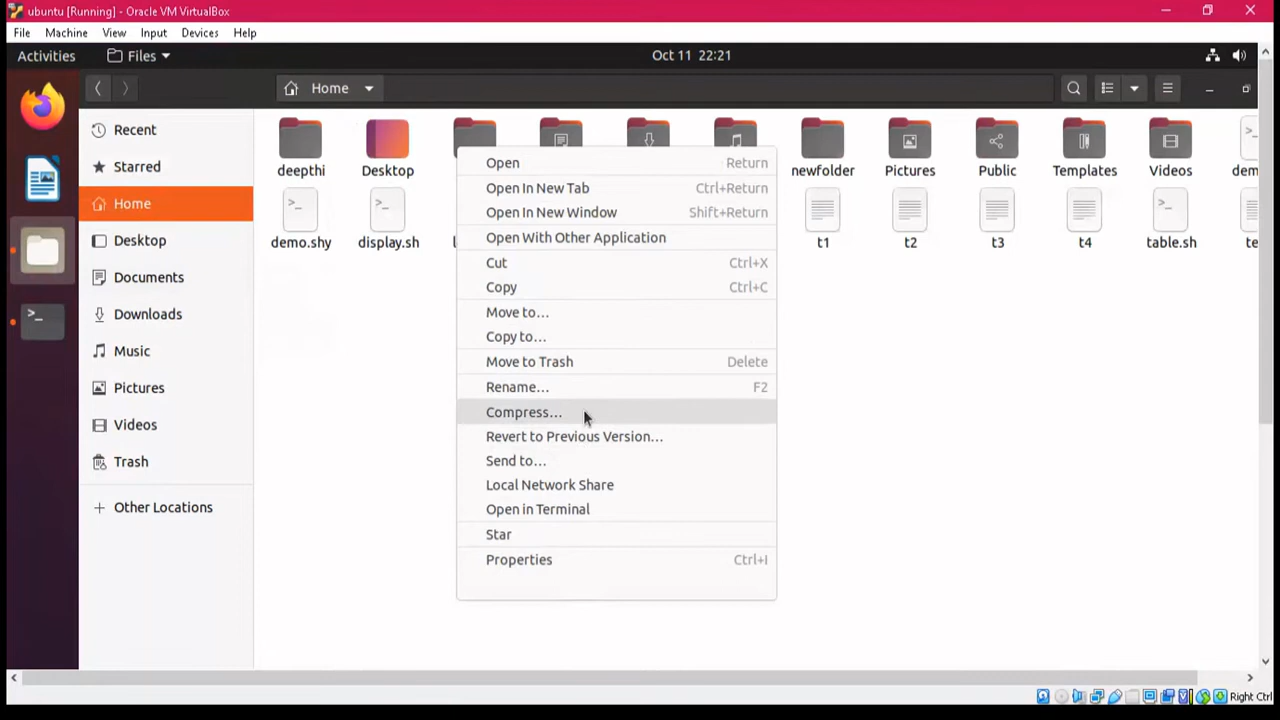 ubuntu [Running] - Oracle VM VirtualBox
File Machine View Input Devices Help
Activities Files Oct 11 22:21
Home
Recent
Starred
Home
Desktop
Documents
Downloads
Music
Pictures
Videos
Trash
+ Other Locations
deepthi Desktop newfolder Pictures Public Templates Videos
demo.shy display.sh t1 t2 t3 t4 table.sh
Open Return
Open In New Tab Ctrl+Return
Open In New Window Shift+Return
Open With Other Application
Cut Ctrl+X
Copy Ctrl+C
Move to...
Copy to...
Move to Trash Delete
Rename... F2
Compress...
Revert to Previous Version...
Send to...
Local Network Share
Open in Terminal
Star
Properties Ctrl+I
Right Ctrl